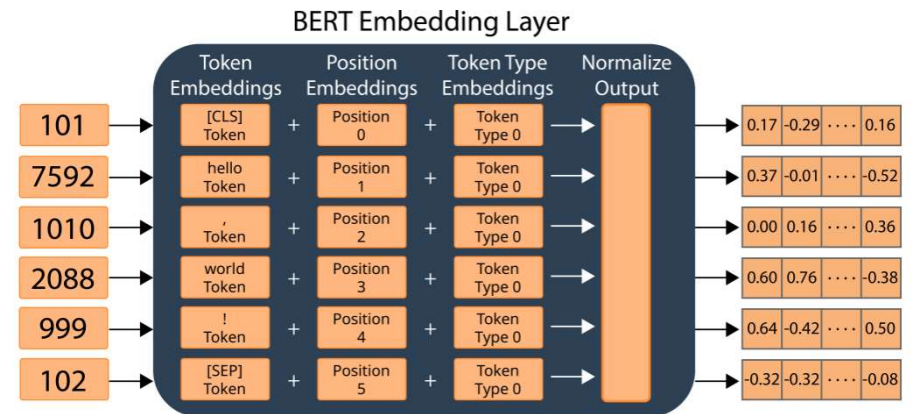 BERT Embedding Layer
Token Position Token Type Normalize
Embeddings Embeddings Embeddings Output
101 [CLS] Token + Position 0 + Token Type 0 0.17 -0.29 ···· 0.16
7592 hello Token + Position 1 + Token Type 0 0.37 -0.01 ···· -0.52
1010 , Token + Position 2 + Token Type 0 0.00 0.16 ···· 0.36
2088 world Token + Position 3 + Token Type 0 0.60 0.76 ···· -0.38
999 ! Token + Position 4 + Token Type 0 0.64 -0.42 ···· 0.50
102 [SEP] Token + Position 5 + Token Type 0 -0.32 -0.32 ···· -0.08